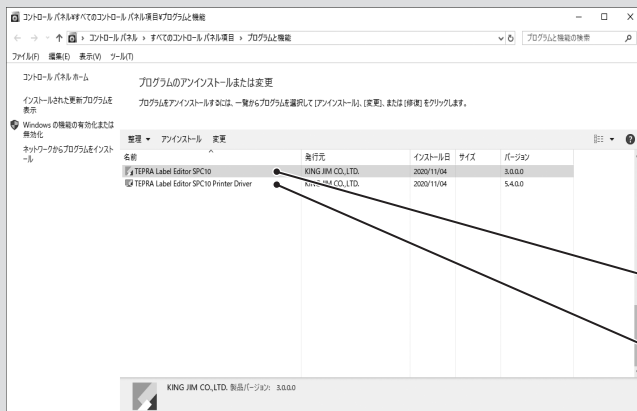 コントロール パネル¥すべてのコントロール パネル項目¥プログラムと機能
コントロール パネル › すべてのコントロール パネル項目 › プログラムと機能
プログラムと機能の検索
ファイル(F) 編集(E) 表示(V) ツール(T)
コントロール パネル ホーム
インストールされた更新プログラムを
表示
Windows の機能の有効化または
無効化
ネットワークからプログラムをインスト
ール
プログラムのアンインストールまたは変更
プログラムをアンインストールするには、一覧からプログラムを選択して [アンインストール]、[変更]、または [修復] をクリックします。
整理 アンインストール 変更
名前 発行元 インストール日 サイズ バージョン
TEPRA Label Editor SPC10 KING JIM CO.,LTD. 2020/11/04 3.0.0.0
TEPRA Label Editor SPC10 Printer Driver KING JIM CO.,LTD. 2020/11/04 5.4.0.0
KING JIM CO.,LTD. 製品バージョン: 3.0.0.0